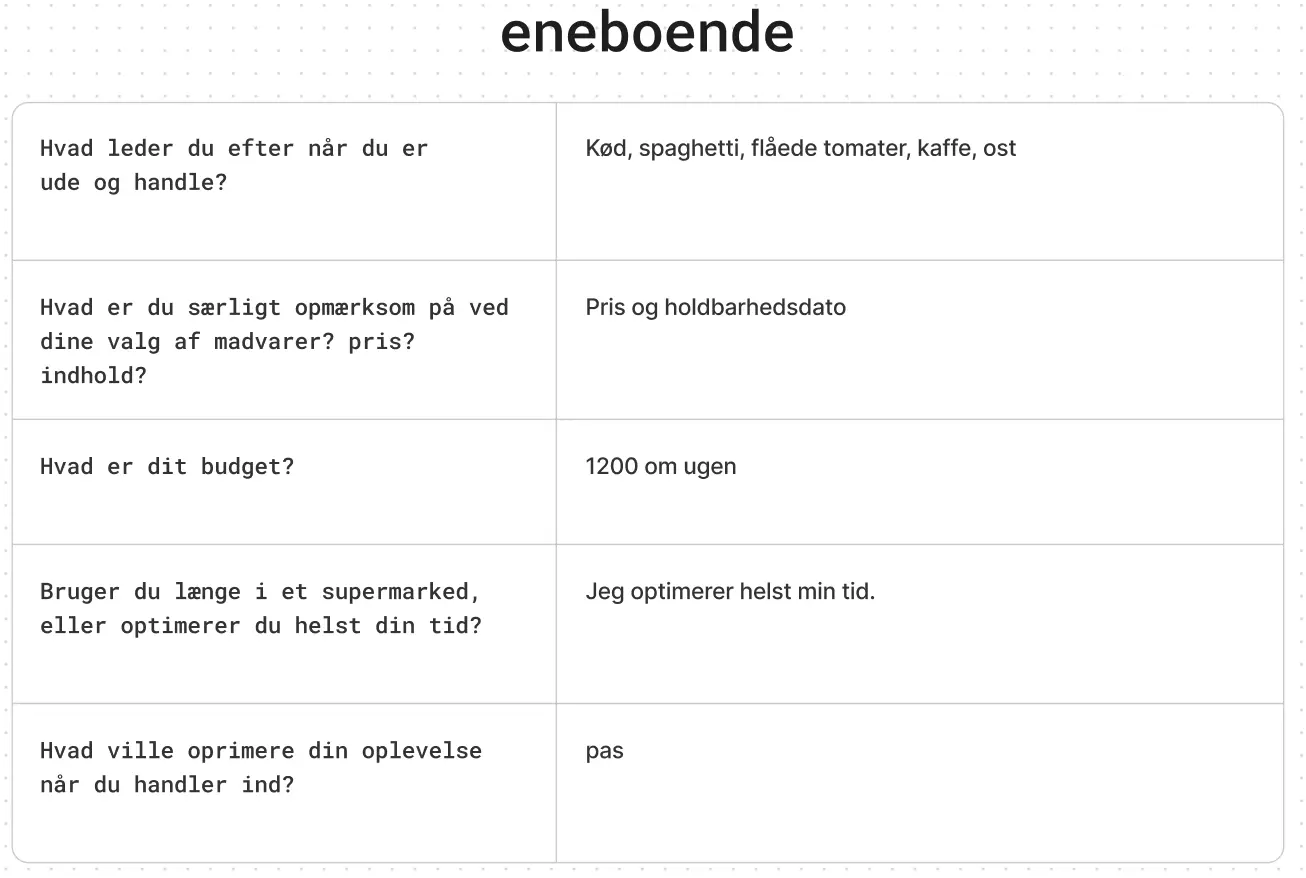 eneboende
Hvad leder du efter når du er
ude og handle?
Kød, spaghetti, flåede tomater, kaffe, ost
Hvad er du særligt opmærksom på ved
dine valg af madvarer? pris?
indhold?
Pris og holdbarhedsdato
Hvad er dit budget?
1200 om ugen
Bruger du længe i et supermarked,
eller optimerer du helst din tid?
Jeg optimerer helst min tid.
Hvad ville oprimere din oplevelse
når du handler ind?
pas